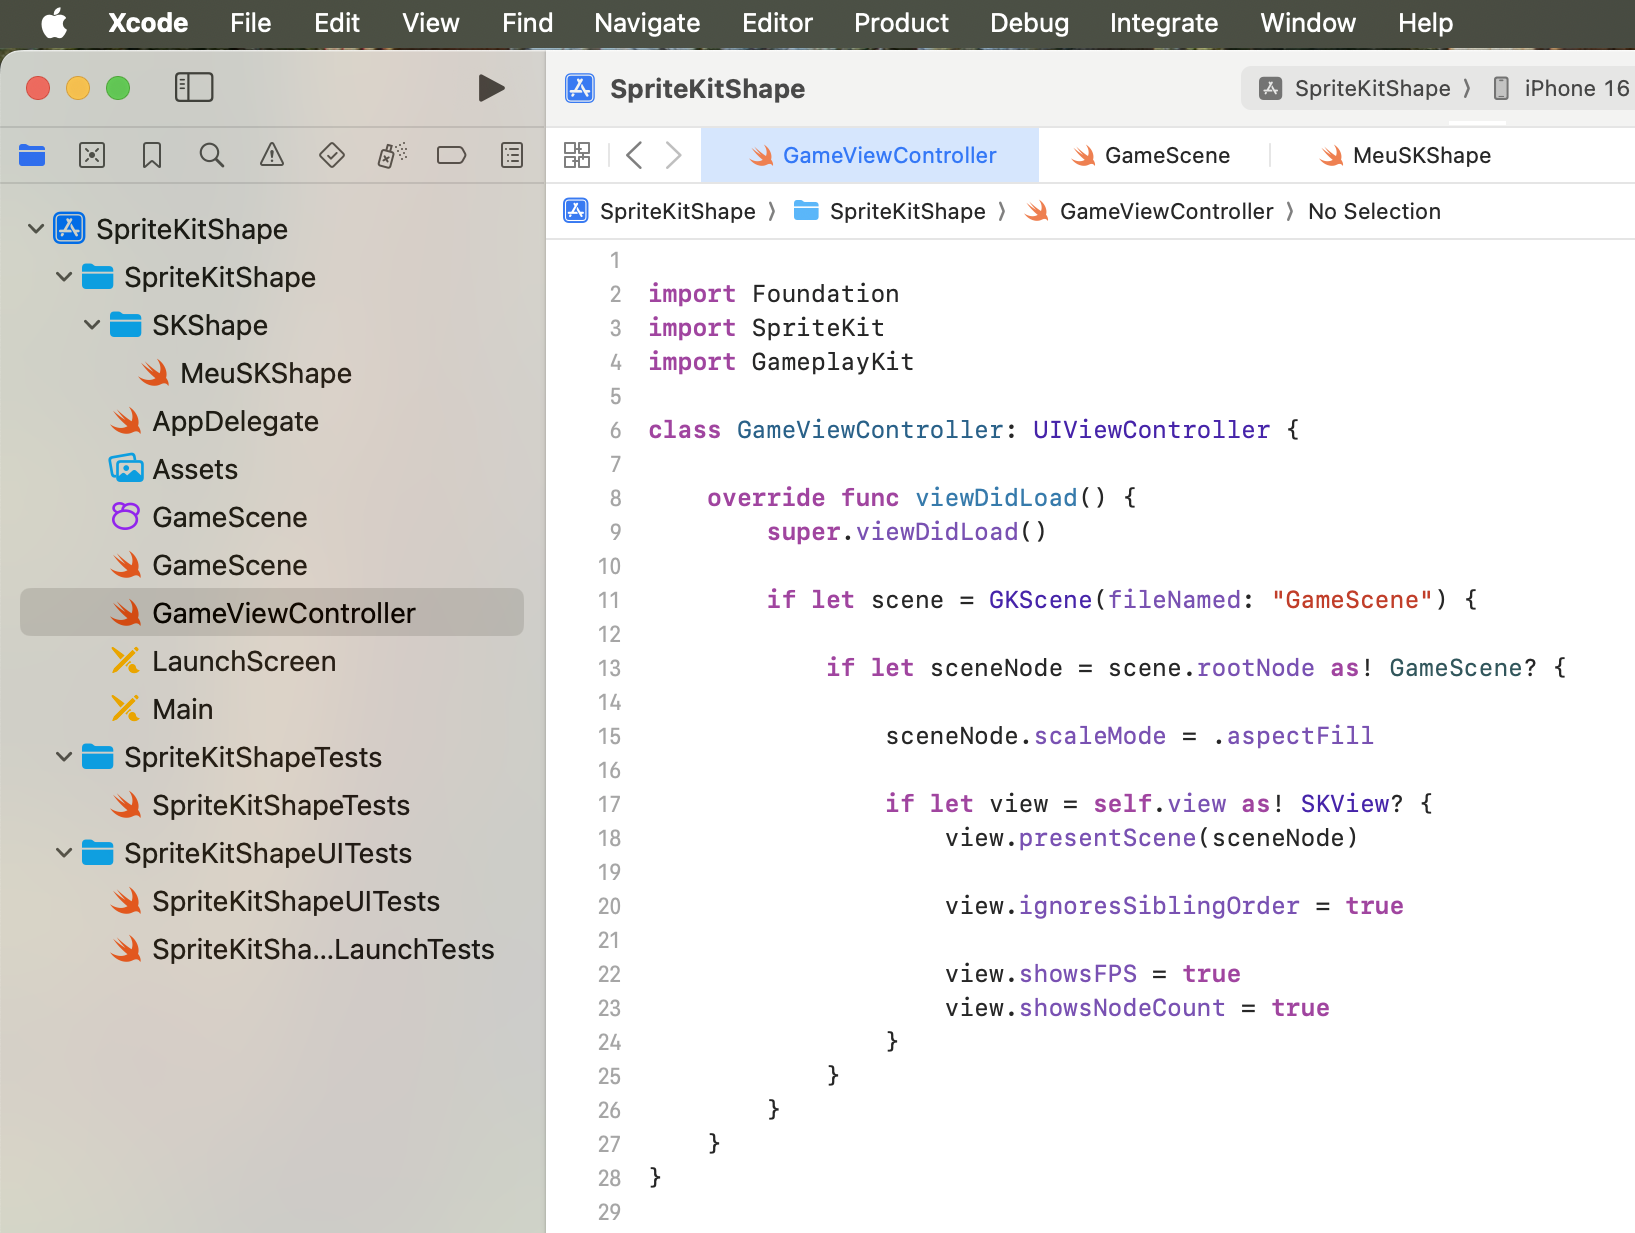 Xcode File Edit View Find Navigate Editor Product Debug Integrate Window Help
SpriteKitShape
SpriteKitShape 〉 iPhone 16
GameViewController
GameScene
MeuSKShape
SpriteKitShape 〉 SpriteKitShape 〉 GameViewController 〉 No Selection
SpriteKitShape
SpriteKitShape
SKShape
MeuSKShape
AppDelegate
Assets
GameScene
GameScene
GameViewController
LaunchScreen
Main
SpriteKitShapeTests
SpriteKitShapeTests
SpriteKitShapeUITests
SpriteKitShapeUITests
SpriteKitSha...LaunchTests
1
2 import Foundation
3 import SpriteKit
4 import GameplayKit
5
6 class GameViewController: UIViewController {
7
8 override func viewDidLoad() {
9 super.viewDidLoad()
10
11 if let scene = GKScene(fileNamed: "GameScene") {
12
13 if let sceneNode = scene.rootNode as! GameScene? {
14
15 sceneNode.scaleMode = .aspectFill
16
17 if let view = self.view as! SKView? {
18 view.presentScene(sceneNode)
19
20 view.ignoresSiblingOrder = true
21
22 view.showsFPS = true
23 view.showsNodeCount = true
24 }
25 }
26 }
27 }
28 }
29